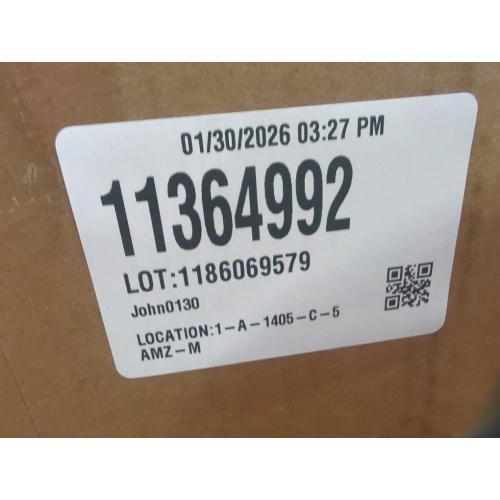 01/30/2026 03:27 PM
11364992
LOT:1186069579
John0130
LOCATION:1-A-1405-C-5
AMZ-M